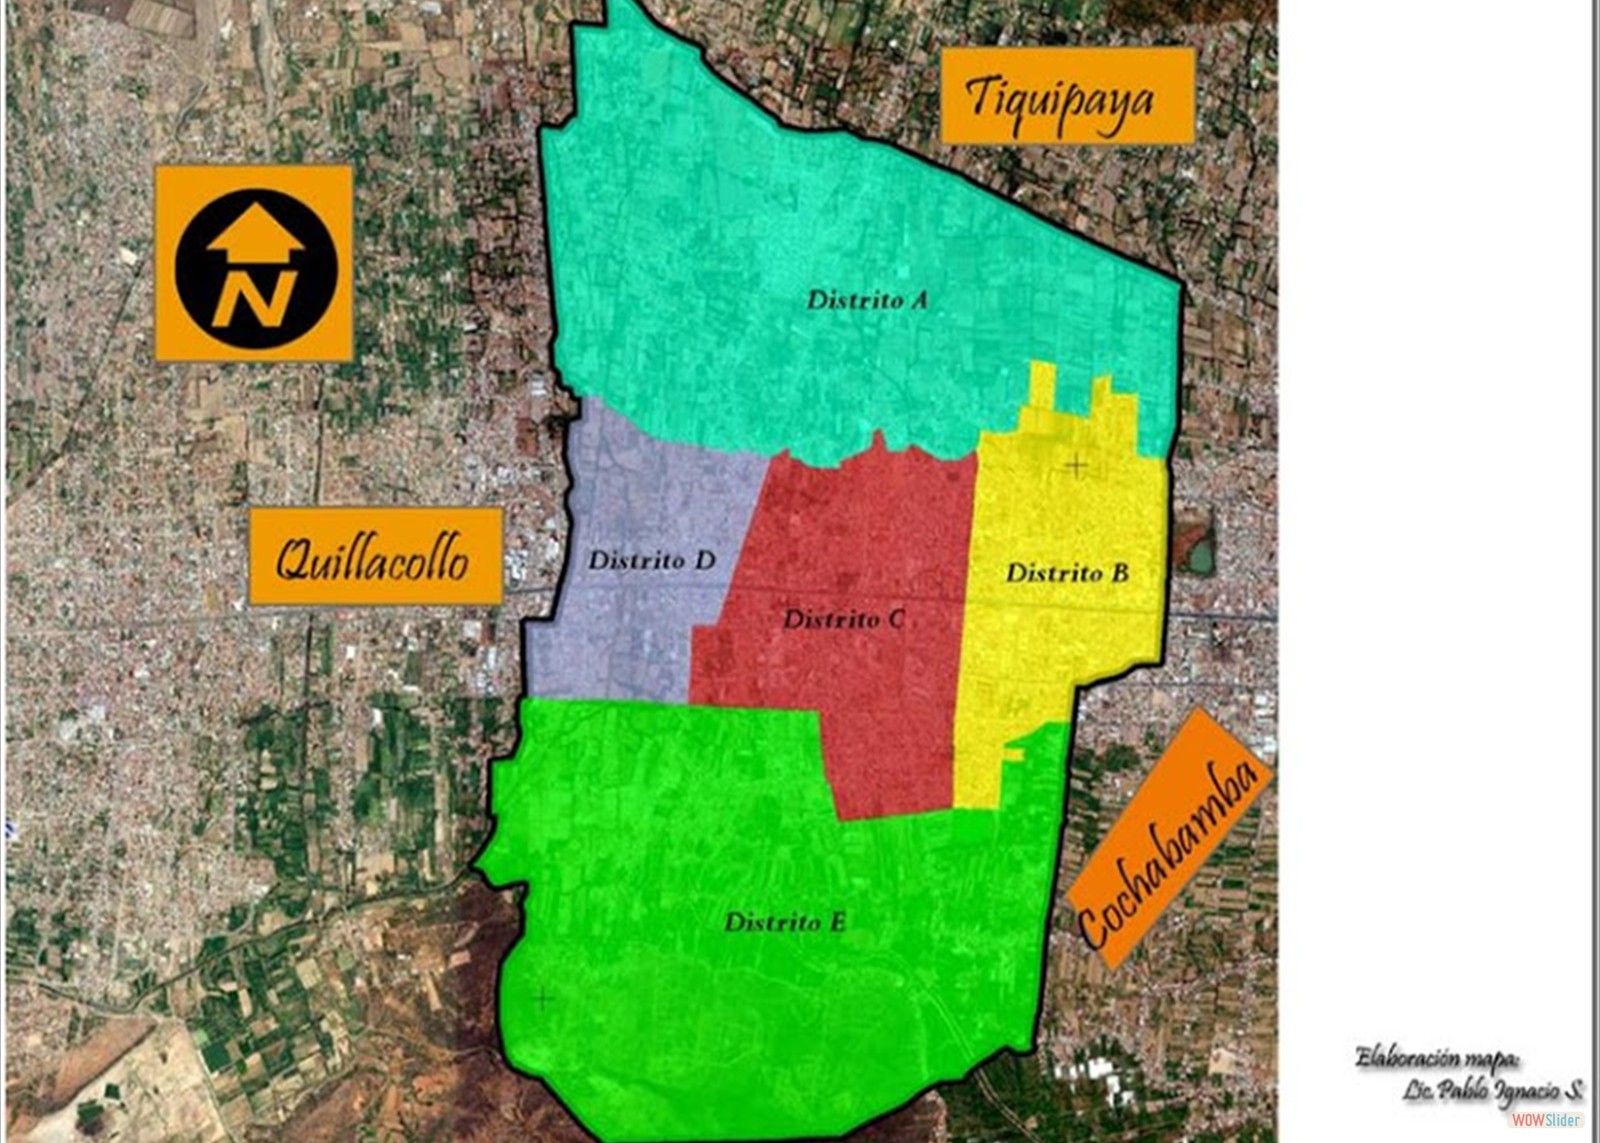 Tiquipaya
N
Distrito A
Quillacollo
Distrito D
Distrito B
Distrito C
Cochabamba
Distrito E
Elaboración mapa:
Lic. Pablo Ignacio S.
WOWSlider